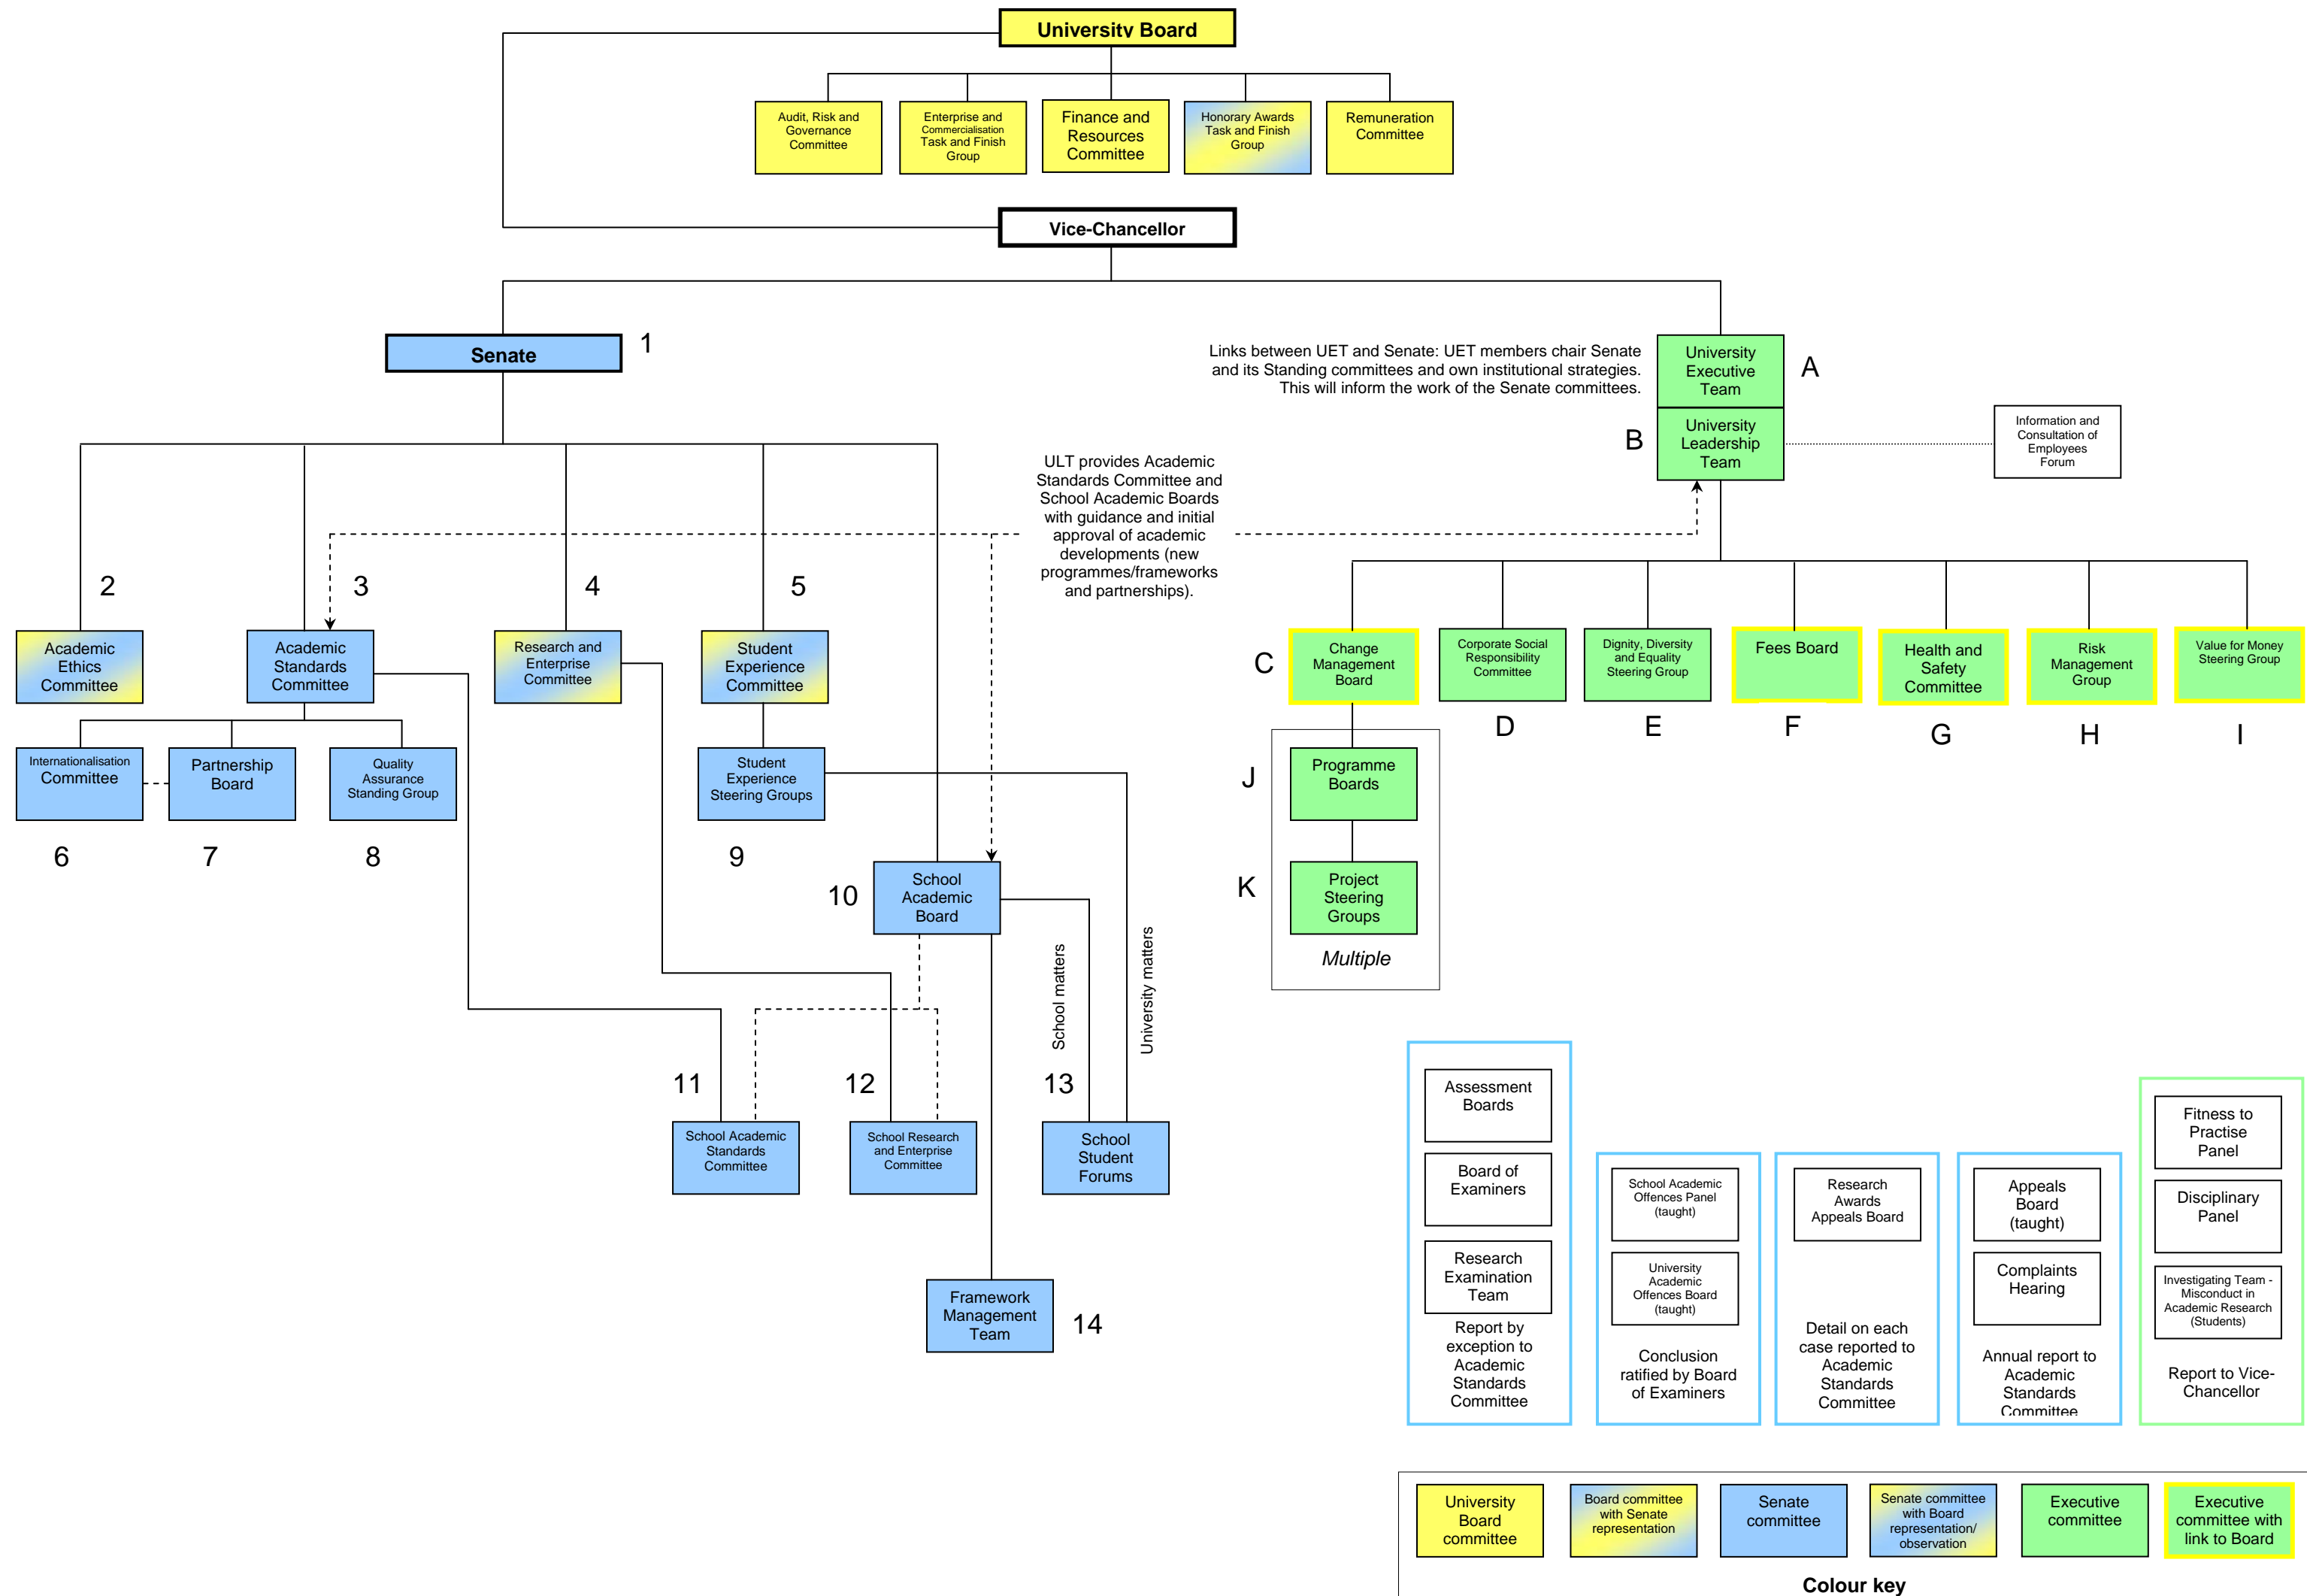 University Board
Audit, Risk and
Governance
Committee
Enterprise and
Commercialisation
Task and Finish
Group
Finance and
Resources
Committee
Honorary Awards
Task and Finish
Group
Remuneration
Committee
Vice-Chancellor
Senate
1
Links between UET and Senate: UET members chair Senate
and its Standing committees and own institutional strategies.
This will inform the work of the Senate committees.
University
Executive
Team
A
B
University
Leadership
Team
Information and
Consultation of
Employees
Forum
ULT provides Academic
Standards Committee and
School Academic Boards
with guidance and initial
approval of academic
developments (new
programmes/frameworks
and partnerships).
2
3
4
5
Academic
Ethics
Committee
Academic
Standards
Committee
Research and
Enterprise
Committee
Student
Experience
Committee
C
Change
Management
Board
Corporate Social
Responsibility
Committee
Dignity, Diversity
and Equality
Steering Group
Fees Board
Health and
Safety
Committee
Risk
Management
Group
Value for Money
Steering Group
D
E
F
G
H
I
Internationalisation
Committee
Partnership
Board
Quality
Assurance
Standing Group
Student
Experience
Steering Groups
6
7
8
9
J
Programme
Boards
K
Project
Steering
Groups
Multiple
10
School
Academic
Board
School matters
University matters
11
12
13
School Academic
Standards
Committee
School Research
and Enterprise
Committee
School
Student
Forums
Framework
Management
Team
14
Assessment
Boards
Board of
Examiners
Research
Examination
Team
Report by
exception to
Academic
Standards
Committee
School Academic
Offences Panel
(taught)
University
Academic
Offences Board
(taught)
Conclusion
ratified by Board
of Examiners
Research
Awards
Appeals Board
Detail on each
case reported to
Academic
Standards
Committee
Appeals
Board
(taught)
Complaints
Hearing
Annual report to
Academic
Standards
Committee
Fitness to
Practise
Panel
Disciplinary
Panel
Investigating Team -
Misconduct in
Academic Research
(Students)
Report to Vice-
Chancellor
University
Board
committee
Board committee
with Senate
representation
Senate
committee
Senate committee
with Board
representation/
observation
Executive
committee
Executive
committee with
link to Board
Colour key